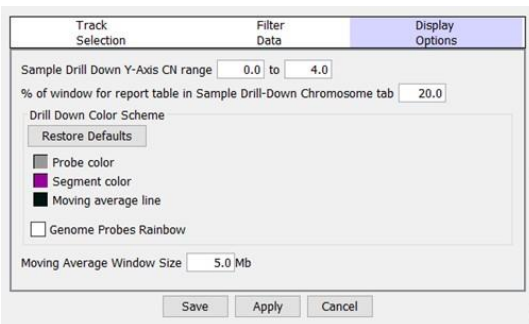 Track Selection Filter Data Display Options
Sample Drill Down Y-Axis CN range 0.0 to 4.0
% of window for report table in Sample Drill-Down Chromosome tab 20.0
Drill Down Color Scheme
Restore Defaults
Probe color
Segment color
Moving average line
Genome Probes Rainbow
Moving Average Window Size 5.0 Mb
Save Apply Cancel